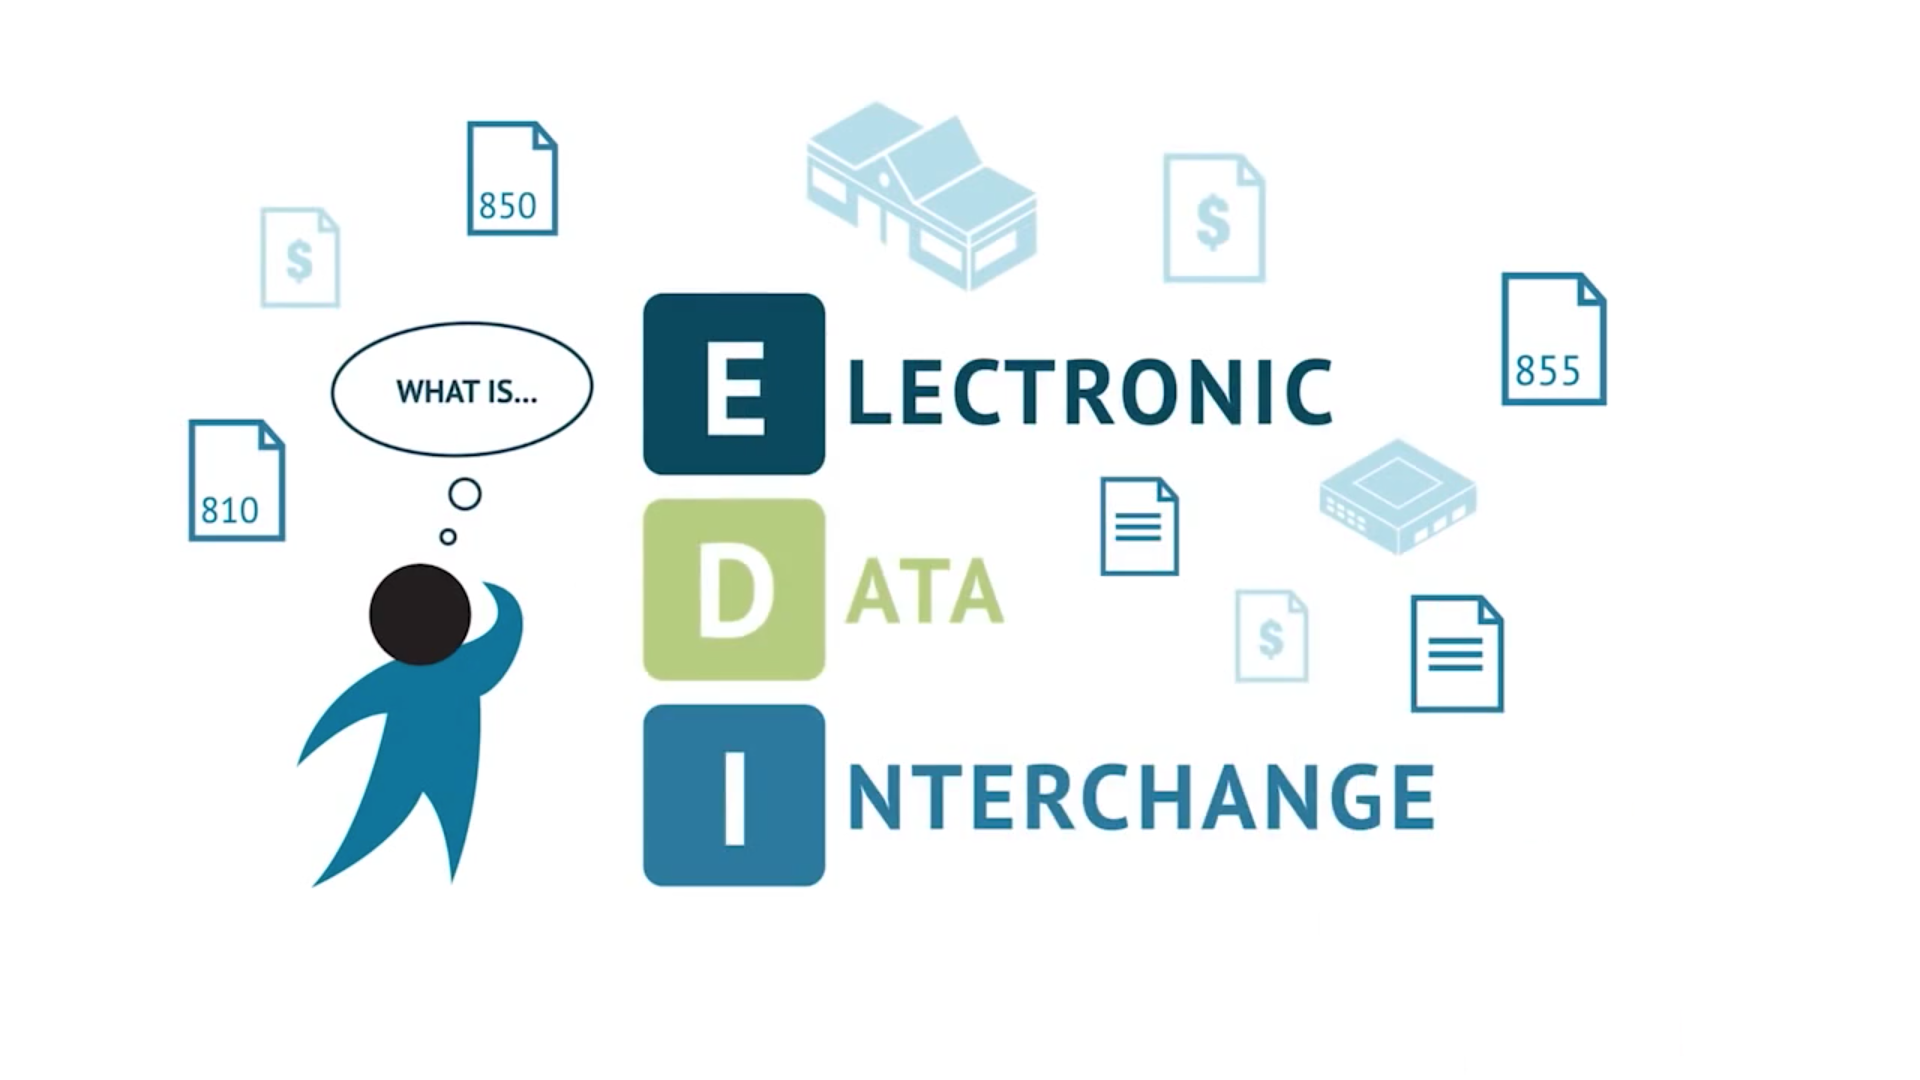 850
$
$
855
WHAT IS...
ELECTRONIC
810
DATA
$
INTERCHANGE